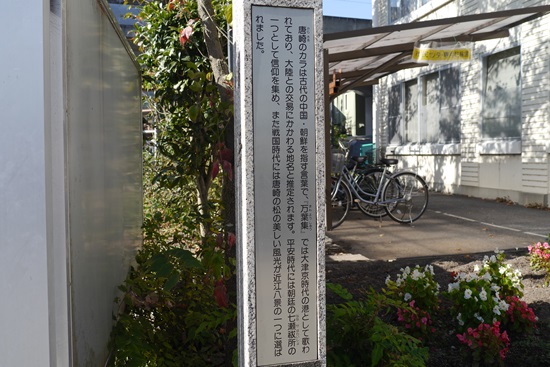 唐崎のカラは古代の中国・朝鮮を指す言葉で、『万葉集』では大津京時代の港として歌わ
れており、大陸との交易にかかわる地名と推定されます。平安時代には朝廷の七瀬祓所の
一つとして信仰を集め、また戦国時代には唐崎の松の美しい風光が近江八景の一つに選ば
れました。